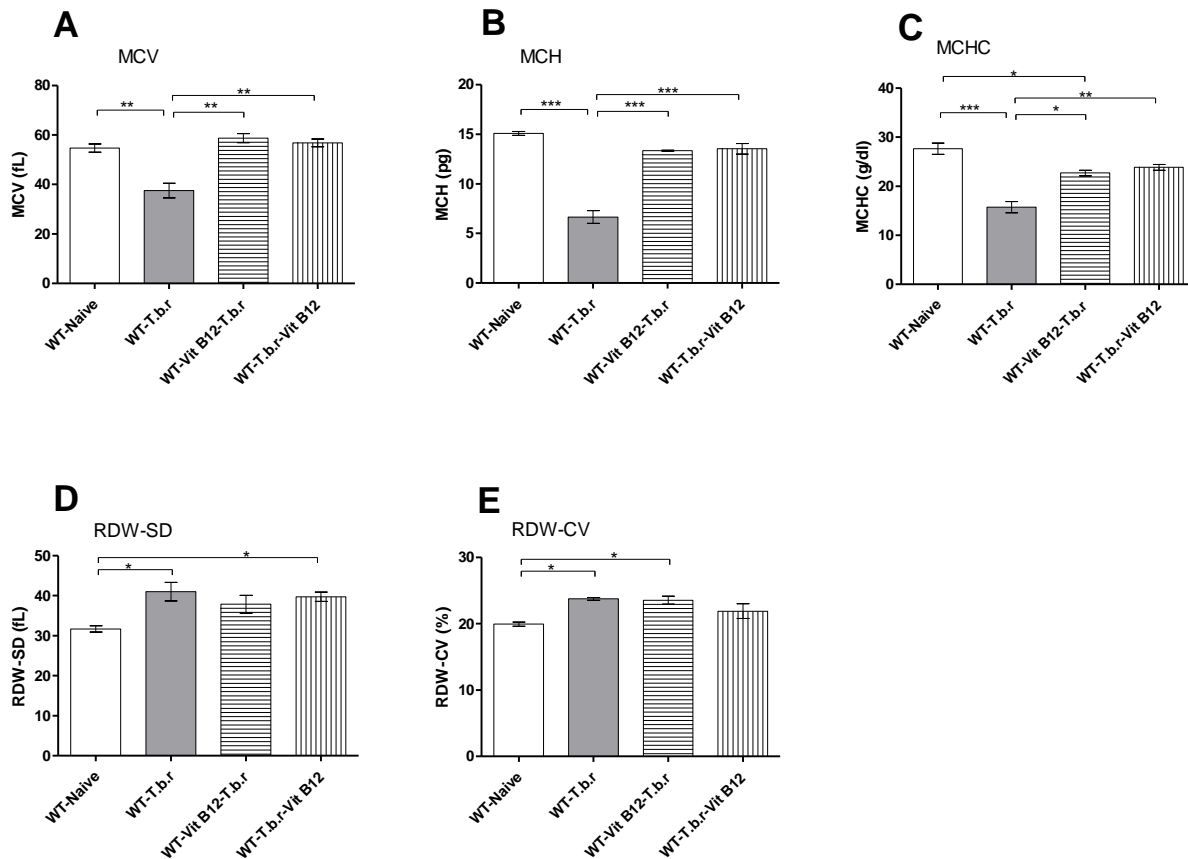 A
MCV
** ** **
MCV (fL)
80
60
40
20
0
WT-Naive
WT-T.b.r
WT-Vit B12-T.b.r
WT-T.b.r-Vit B12
B
MCH
*** *** ***
MCH (pg)
20
15
10
5
0
WT-Naive
WT-T.b.r
WT-Vit B12-T.b.r
WT-T.b.r-Vit B12
C
MCHC
*
**
*** *
MCHC (g/dl)
40
30
20
10
0
WT-Naive
WT-T.b.r
WT-Vit B12-T.b.r
WT-T.b.r-Vit B12
D
RDW-SD
*
*
RDW-SD (fL)
50
40
30
20
10
0
WT-Naive
WT-T.b.r
WT-Vit B12-T.b.r
WT-T.b.r-Vit B12
E
RDW-CV
*
*
RDW-CV (%)
30
20
10
0
WT-Naive
WT-T.b.r
WT-Vit B12-T.b.r
WT-T.b.r-Vit B12